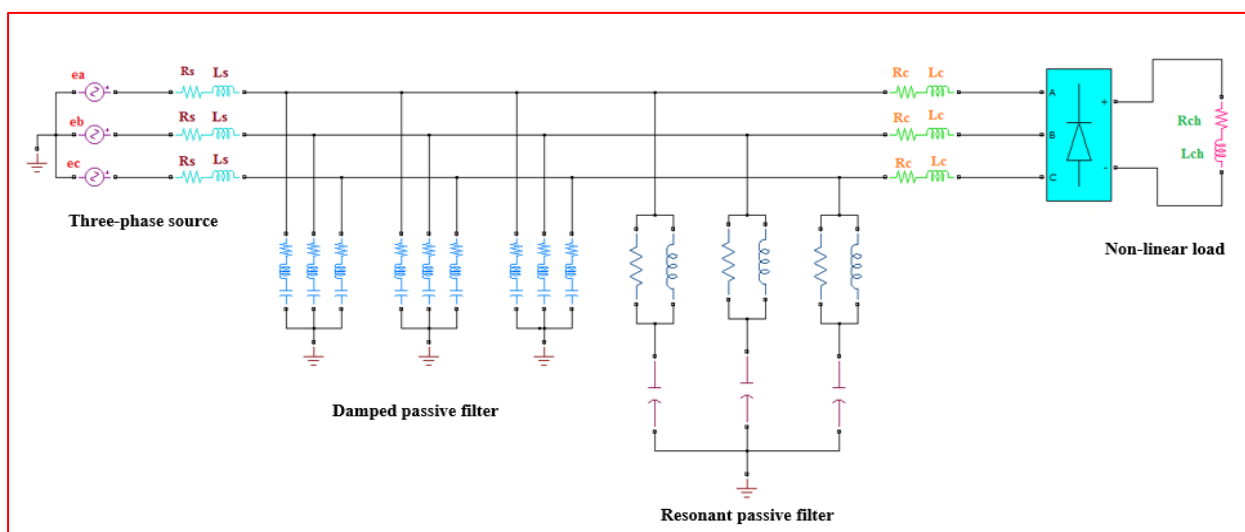 ea
Rs
Ls
eb
Rs
Ls
ec
Rs
Ls
Three-phase source
Damped passive filter
Resonant passive filter
Rc
Lc
Rc
Lc
Rc
Lc
A
B
C
+
-
Rch
Lch
Non-linear load